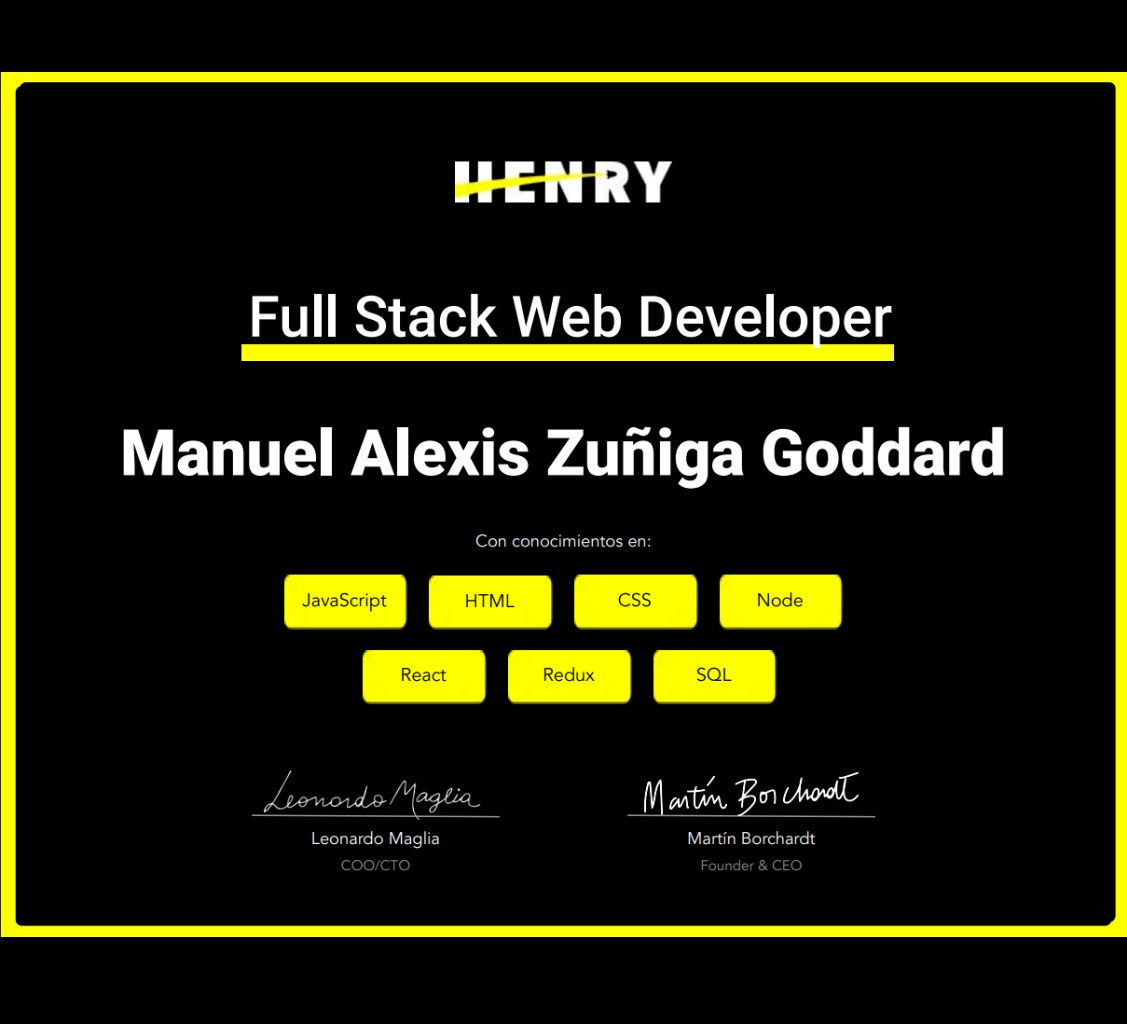 HENRY
Full Stack Web Developer
Manuel Alexis Zuñiga Goddard
Con conocimientos en:
JavaScript HTML CSS Node
React Redux SQL
Leonardo Maglia Martín Borchardt
Leonardo Maglia Martín Borchardt
COO/CTO Founder & CEO